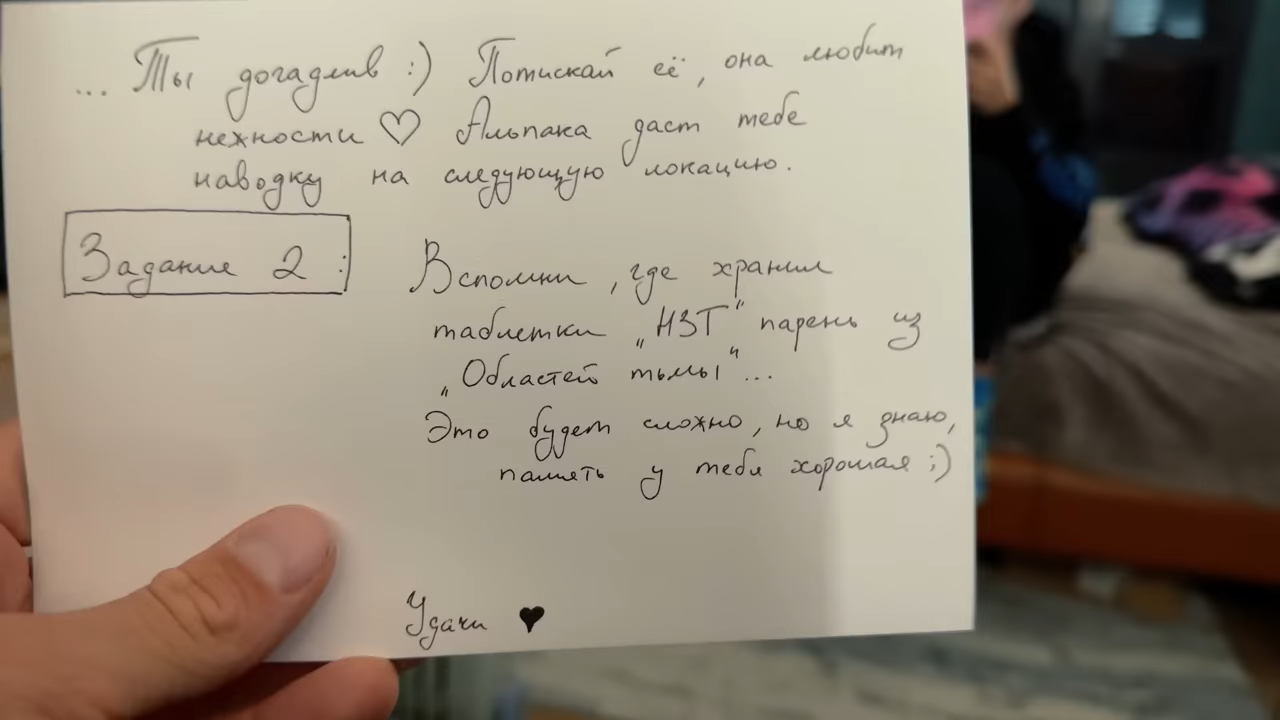 ... Ты догадлив :) Потискай её, она любит
нежности ♡ Альпака даст тебе
наводку на следующую локацию.
Задание 2 :
Вспомни, где хранил
таблетки „НЗТ" парень из
„Областей тьмы"...
Это будет сложно, но я знаю,
память у тебя хорошая ;)
Удачи ♥